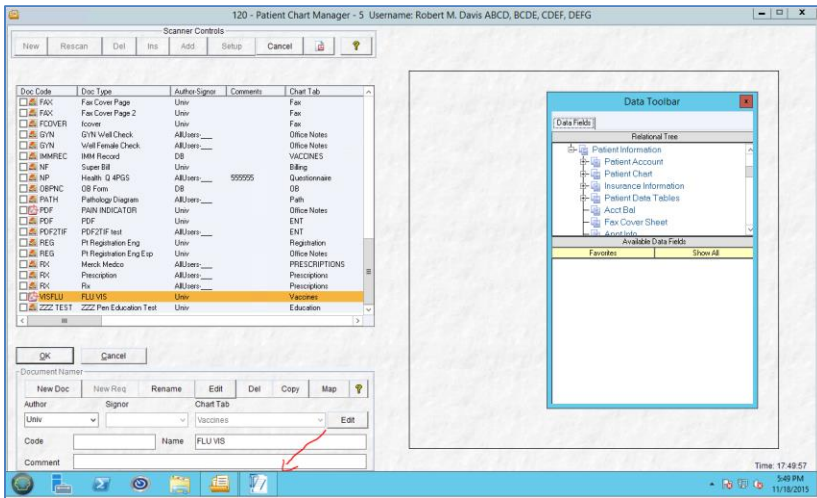 120 - Patient Chart Manager - 5 Username: Robert M. Davis ABCD, BCDE, CDEF, DEFG
Scanner Controls
New Rescan Del Ins Add Setup Cancel ?
Doc Code Doc Type Author-Signor Comments Chart Tab
FAX Fax Cover Page Univ Fax
FAX Fax Cover Page 2 Univ Fax
FCOVER fcover Univ Fax
GYN GYN Well Check AllUsers-___ Office Notes
GYN Well Female Check AllUsers-___ Office Notes
IMMREC IMM Record DB VACCINES
NF Super Bill Univ Billing
NP Health Q 4PGS AllUsers-___ 555555 Questionnaire
OBPNC OB Form DB OB
PATH Pathology Diagram AllUsers-___ Path
PDF PAIN INDICATOR Univ Office Notes
PDF PDF Univ ENT
PDF2TIF PDF2TIF test AllUsers-___ ENT
REG Pt Registration Eng Univ Registration
REG Pt Registration Eng Exp Univ Office Notes
RX Merck Medco AllUsers-___ PRESCRIPTIONS
RX Prescription AllUsers-___ Prescriptions
RX Rx AllUsers-___ Prescriptions
VISFLU FLU VIS Univ Vaccines
ZZZ TEST ZZZ Pen Education Test Univ Education
OK Cancel
Document Namer
New Doc New Req Rename Edit Del Copy Map ?
Author Signor Chart Tab
Univ Vaccines Edit
Code Name FLU VIS
Comment
Data Toolbar
Data Fields
Relational Tree
Patient Information
Patient Account
Patient Chart
Insurance Information
Patient Data Tables
Acct Bal
Fax Cover Sheet
Appt Info
Available Data Fields
Favorites Show All
Time: 17:49:57
5:49 PM
11/18/2015